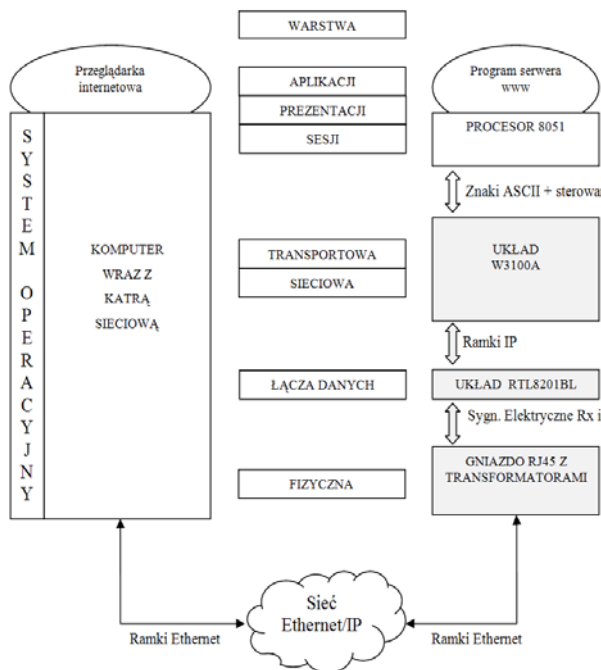 WARSTWA
Przeglądarka
internetowa
APLIKACJI
PREZENTACJI
SESJI
Program serwera
www
PROCESOR 8051
Znaki ASCII + sterowa
SYSTEM OPERACYJNY
KOMPUTER
WRAZ Z
KATRĄ
SIECIOWĄ
TRANSPORTOWA
SIECIOWA
UKŁAD
W3100A
Ramki IP
ŁĄCZA DANYCH
UKŁAD RTL8201BL
Sygn. Elektryczne Rx i
FIZYCZNA
GNIAZDO RJ45 Z
TRANSFORMATORAMI
Sieć
Ethernet/IP
Ramki Ethernet
Ramki Ethernet